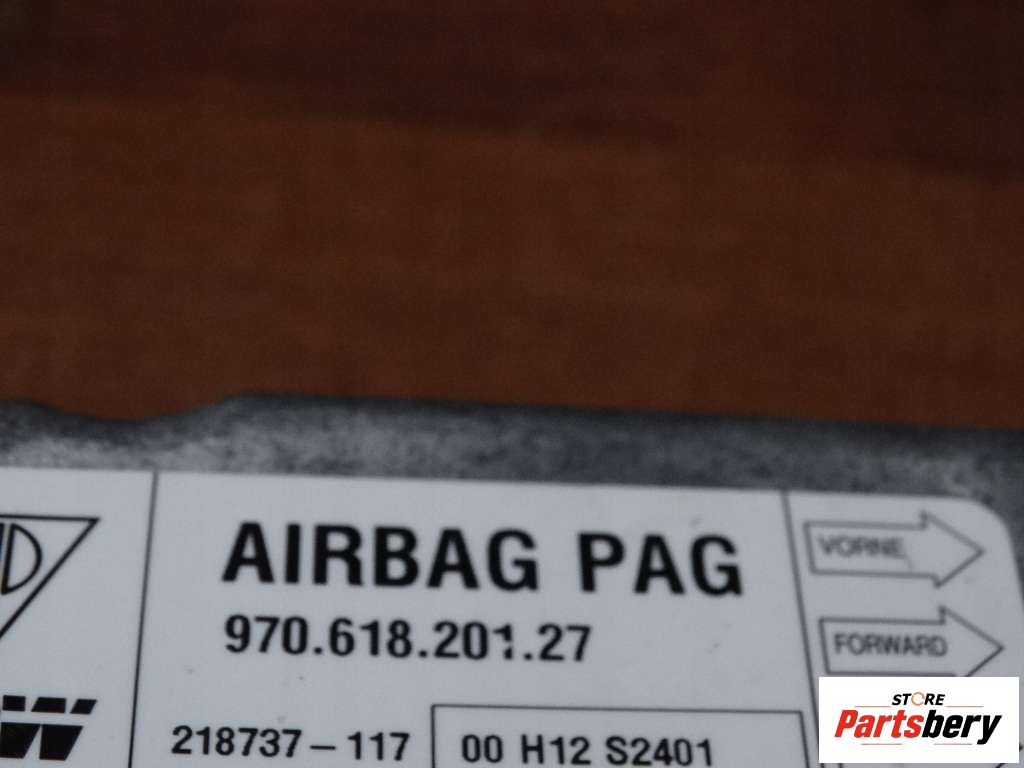 AIRBAG PAG
VORNE
970.618.201.27
FORWARD
218737-117
00 H12 S2401
STORE
Partsbery